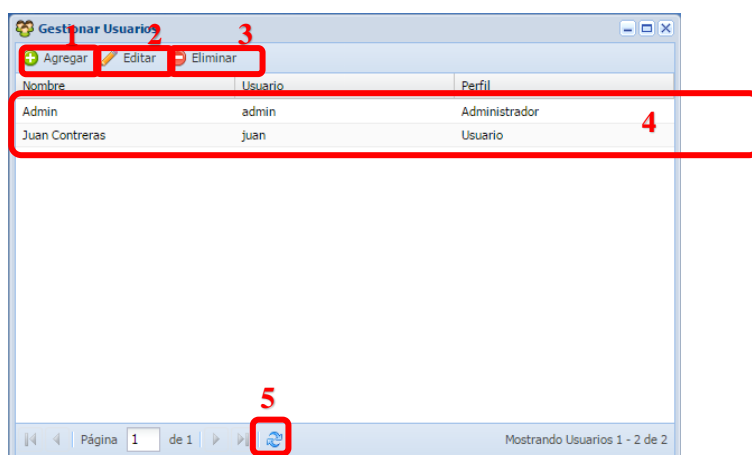 Gestionar Usuarios
1 2 3
Agregar Editar Eliminar
Nombre Usuario Perfil
Admin admin Administrador
4
Juan Contreras juan Usuario
5
Página 1 de 1 Mostrando Usuarios 1 - 2 de 2